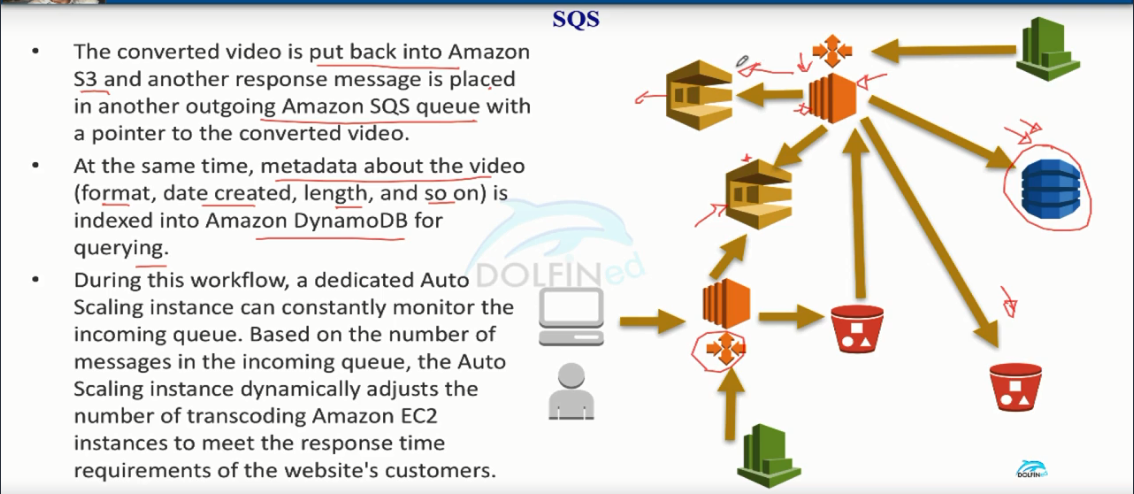 SQS
• The converted video is put back into Amazon
S3 and another response message is placed
in another outgoing Amazon SQS queue with
a pointer to the converted video.
• At the same time, metadata about the video
(format, date created, length, and so on) is
indexed into Amazon DynamoDB for
querying.
• During this workflow, a dedicated Auto
Scaling instance can constantly monitor the
incoming queue. Based on the number of
messages in the incoming queue, the Auto
Scaling instance dynamically adjusts the
number of transcoding Amazon EC2
instances to meet the response time
requirements of the website's customers.
DOLFINed
DOLFINed